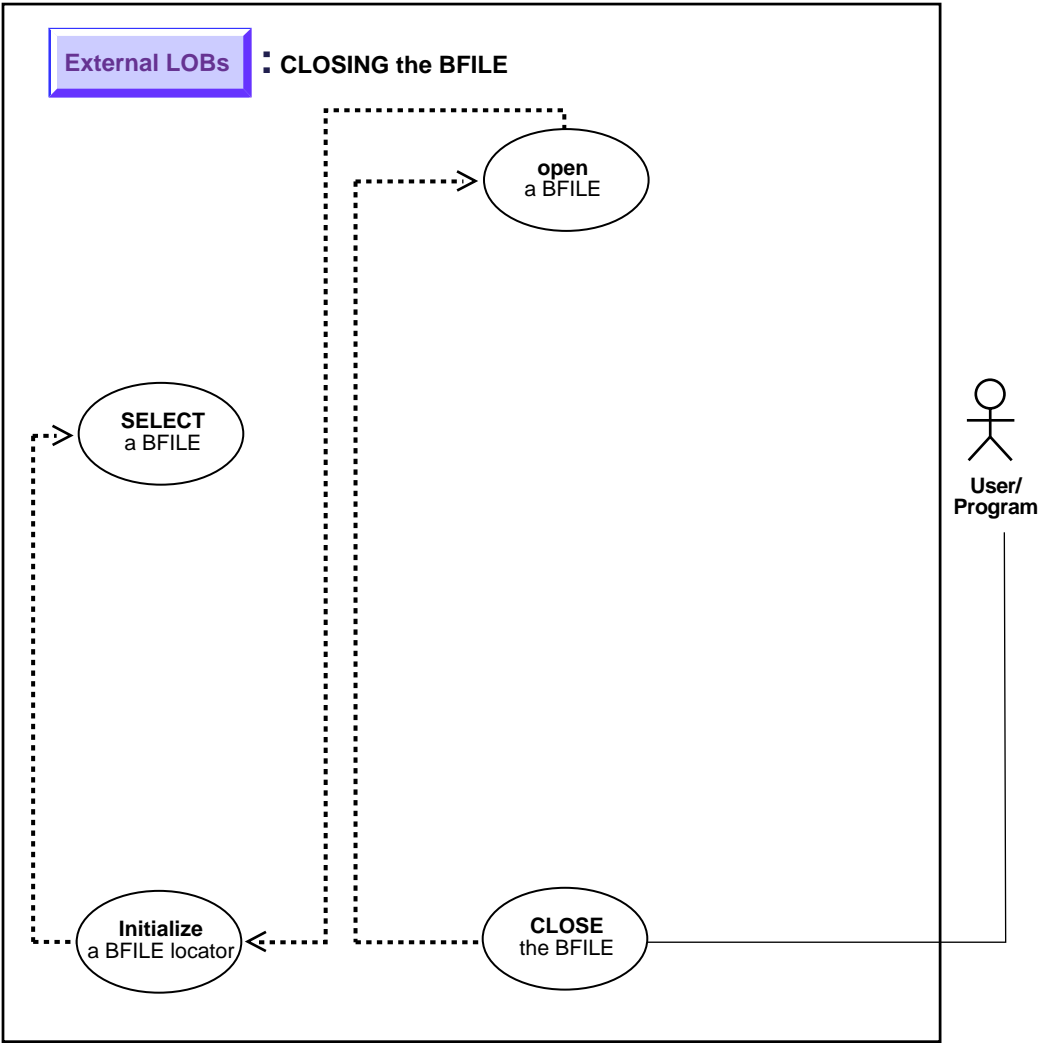 External LOBs : CLOSING the BFILE
open
a BFILE
SELECT
a BFILE
User/
Program
Initialize
a BFILE locator
CLOSE
the BFILE